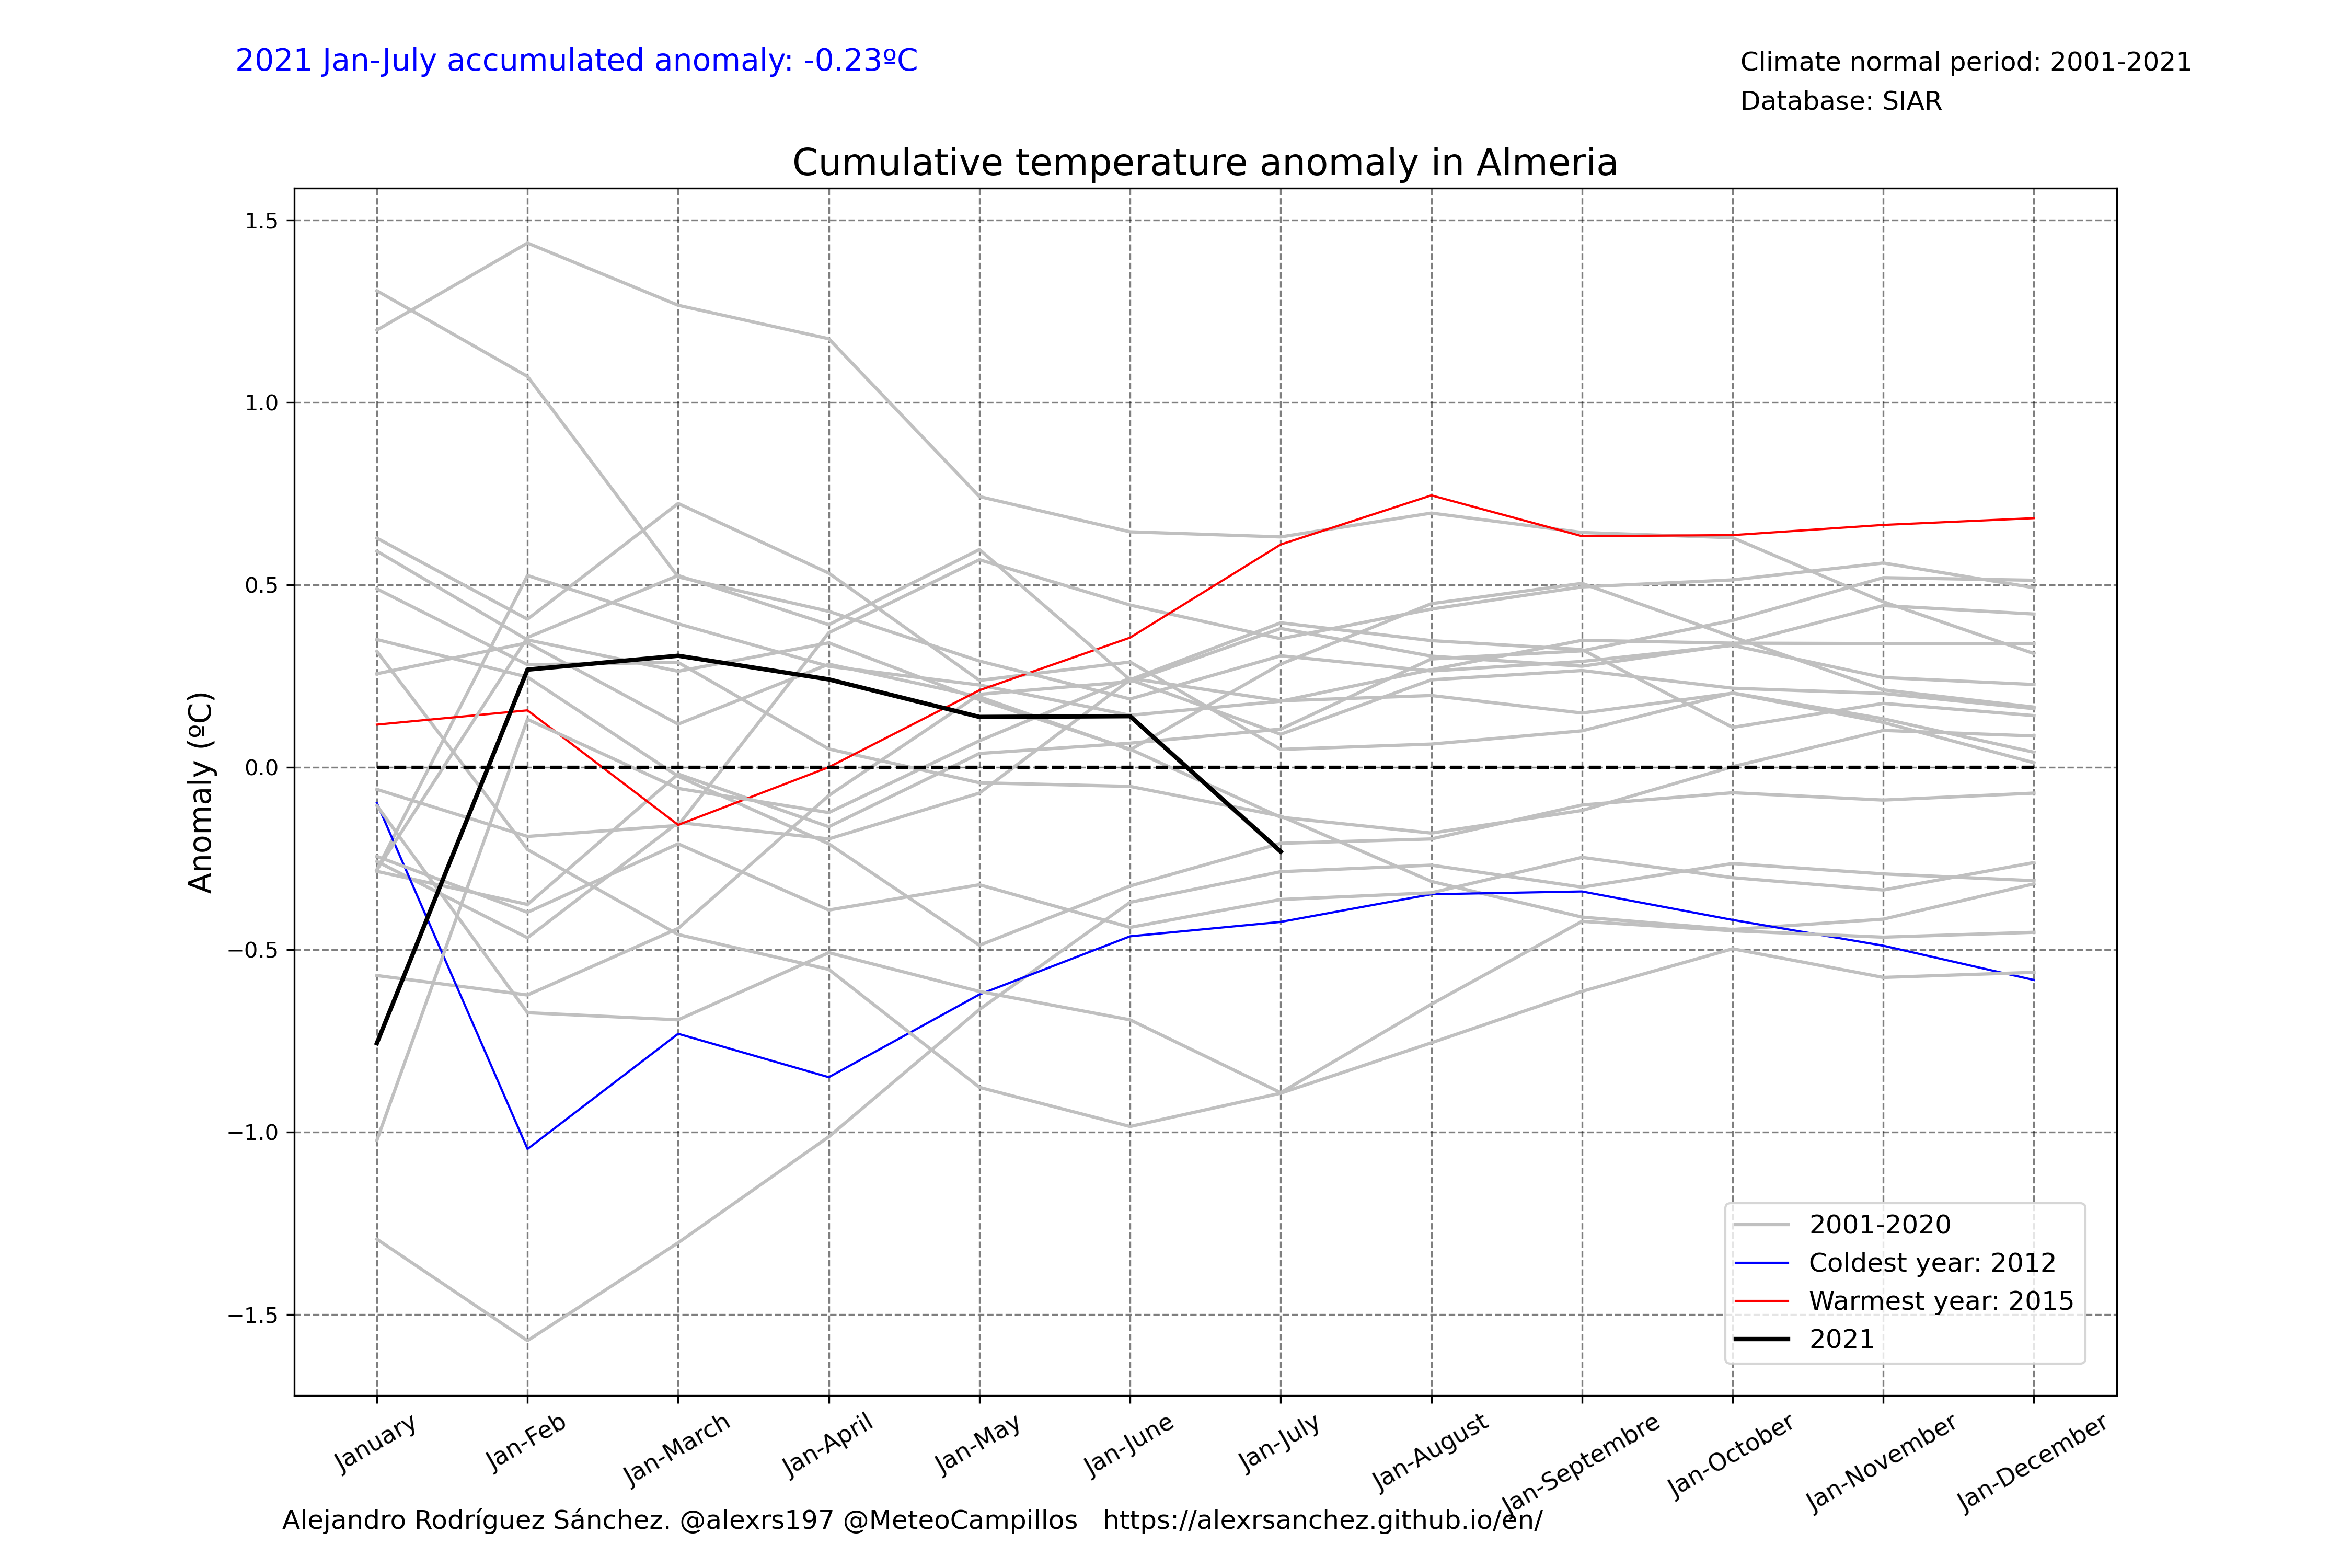 2021 Jan-July accumulated anomaly: -0.23ºC
Climate normal period: 2001-2021
Database: SIAR
Cumulative temperature anomaly in Almeria
Anomaly (ºC)
1.5
1.0
0.5
0.0
−0.5
−1.0
−1.5
2001-2020
Coldest year: 2012
Warmest year: 2015
2021
January
Jan-Feb
Jan-March
Jan-April
Jan-May
Jan-June
Jan-July
Jan-August
Jan-Septembre
Jan-October
Jan-November
Jan-December
Alejandro Rodríguez Sánchez. @alexrs197 @MeteoCampillos   https://alexrsanchez.github.io/en/